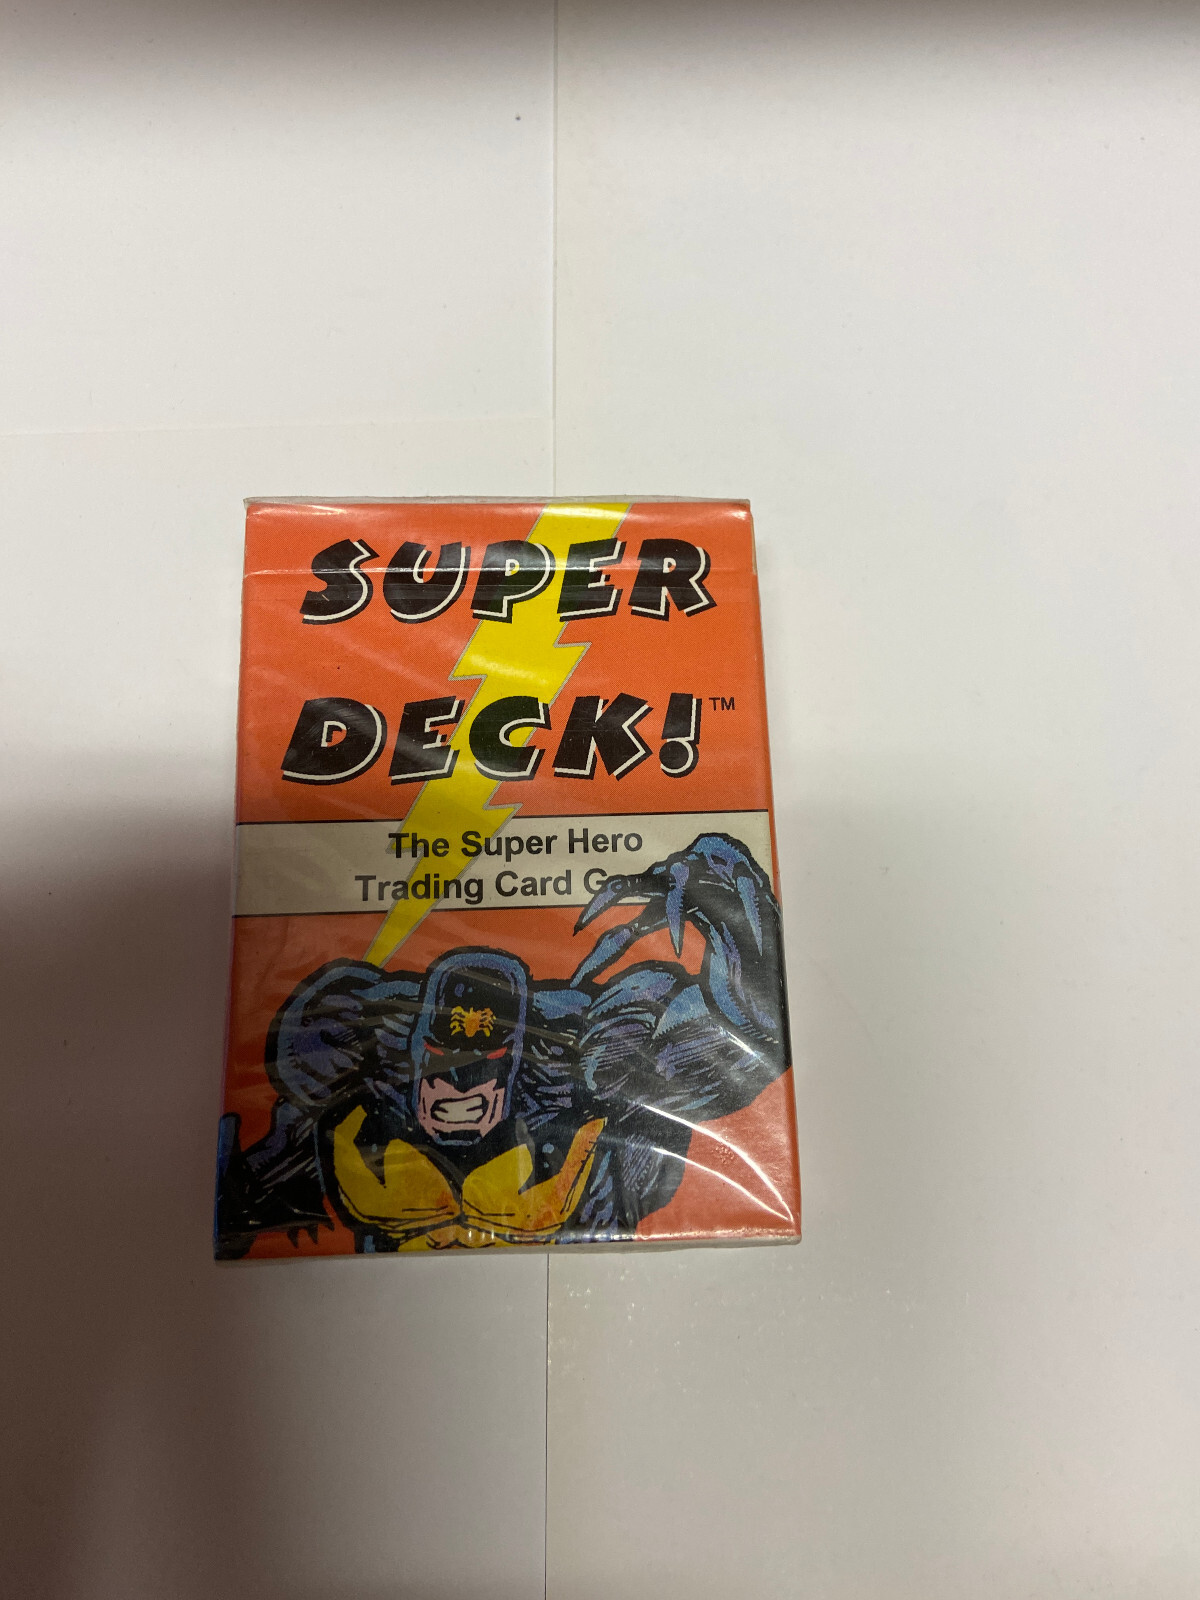 SUPER
DECK!™
The Super Hero
Trading Card